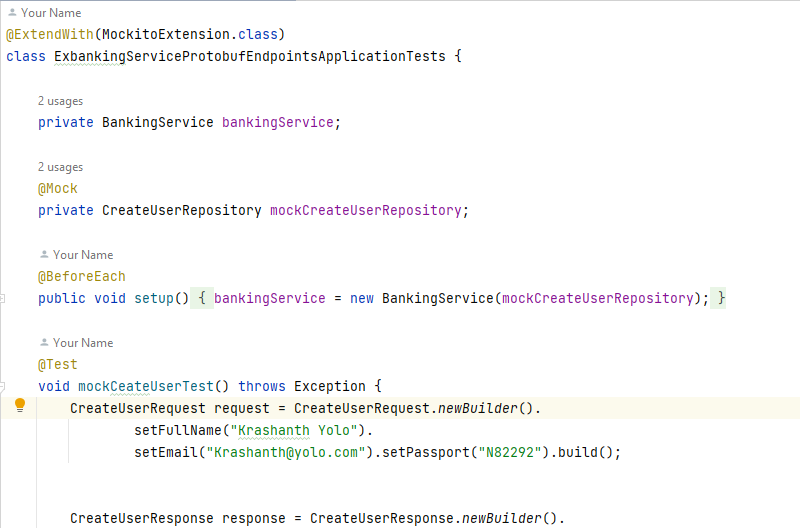 Your Name
@ExtendWith(MockitoExtension.class)
class ExbankingServiceProtobufEndpointsApplicationTests {
2 usages
private BankingService bankingService;
2 usages
@Mock
private CreateUserRepository mockCreateUserRepository;
Your Name
@BeforeEach
public void setup() { bankingService = new BankingService(mockCreateUserRepository); }
Your Name
@Test
void mockCeateUserTest() throws Exception {
CreateUserRequest request = CreateUserRequest.newBuilder().
setFullName("Krashanth Yolo").
setEmail("Krashanth@yolo.com").setPassport("N82292").build();
CreateUserResponse response = CreateUserResponse.newBuilder().